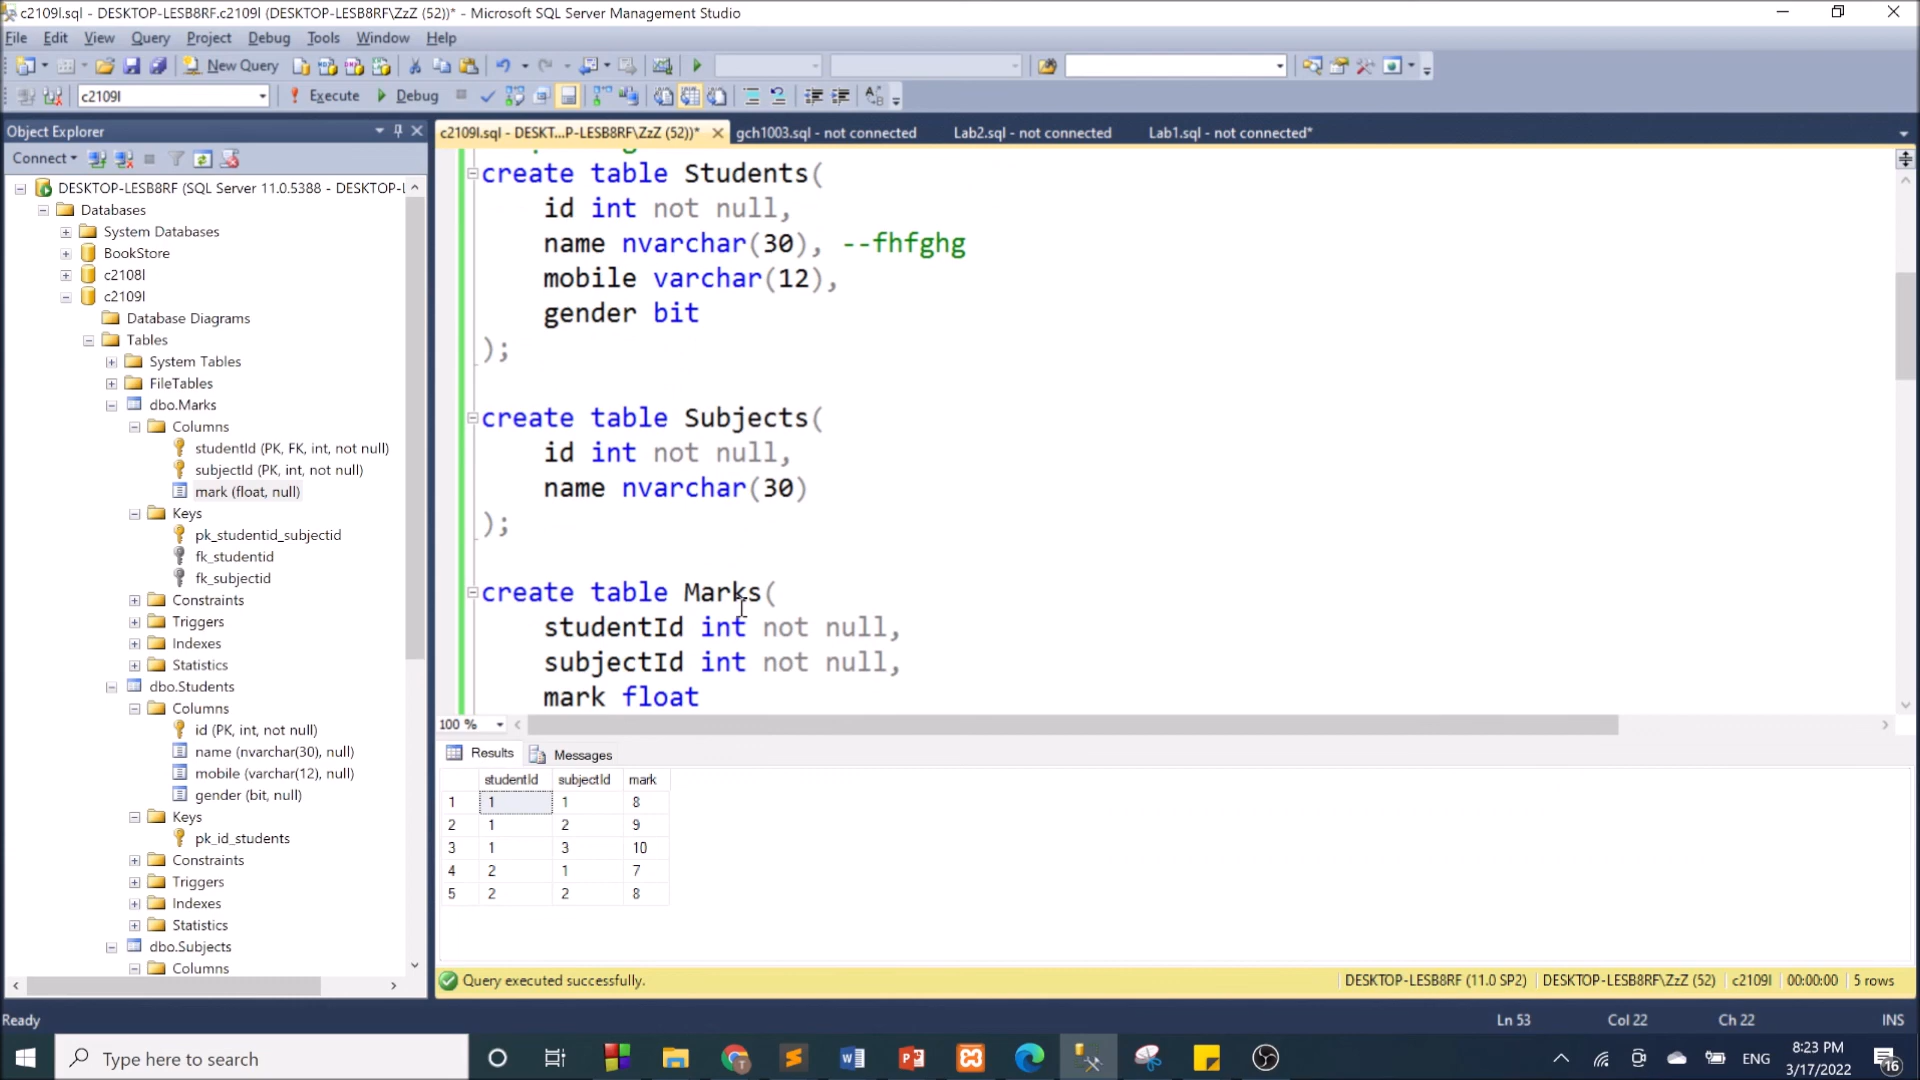 c2109l.sql - DESKTOP-LESB8RF.c2109l (DESKTOP-LESB8RF\ZzZ (52))* - Microsoft SQL Server Management Studio
File Edit View Query Project Debug Tools Window Help
New Query
c2109l Execute Debug
Object Explorer
Connect
DESKTOP-LESB8RF (SQL Server 11.0.5388 - DESKTOP-L
Databases
System Databases
BookStore
c2108l
c2109l
Database Diagrams
Tables
System Tables
FileTables
dbo.Marks
Columns
studentId (PK, FK, int, not null)
subjectId (PK, int, not null)
mark (float, null)
Keys
pk_studentid_subjectid
fk_studentid
fk_subjectid
Constraints
Triggers
Indexes
Statistics
dbo.Students
Columns
id (PK, int, not null)
name (nvarchar(30), null)
mobile (varchar(12), null)
gender (bit, null)
Keys
pk_id_students
Constraints
Triggers
Indexes
Statistics
dbo.Subjects
Columns
c2109l.sql - DESKT...P-LESB8RF\ZzZ (52))* gch1003.sql - not connected Lab2.sql - not connected Lab1.sql - not connected*
create table Students(
id int not null,
name nvarchar(30), --fhfghg
mobile varchar(12),
gender bit
);
create table Subjects(
id int not null,
name nvarchar(30)
);
create table Marks(
studentId int not null,
subjectId int not null,
mark float
100 %
Results Messages
studentId subjectId mark
1 1 1 8
2 1 2 9
3 1 3 10
4 2 1 7
5 2 2 8
Query executed successfully. DESKTOP-LESB8RF (11.0 SP2) DESKTOP-LESB8RF\ZzZ (52) c2109l 00:00:00 5 rows
Ready Ln 53 Col 22 Ch 22 INS
Type here to search ENG 8:23 PM
3/17/2022 16